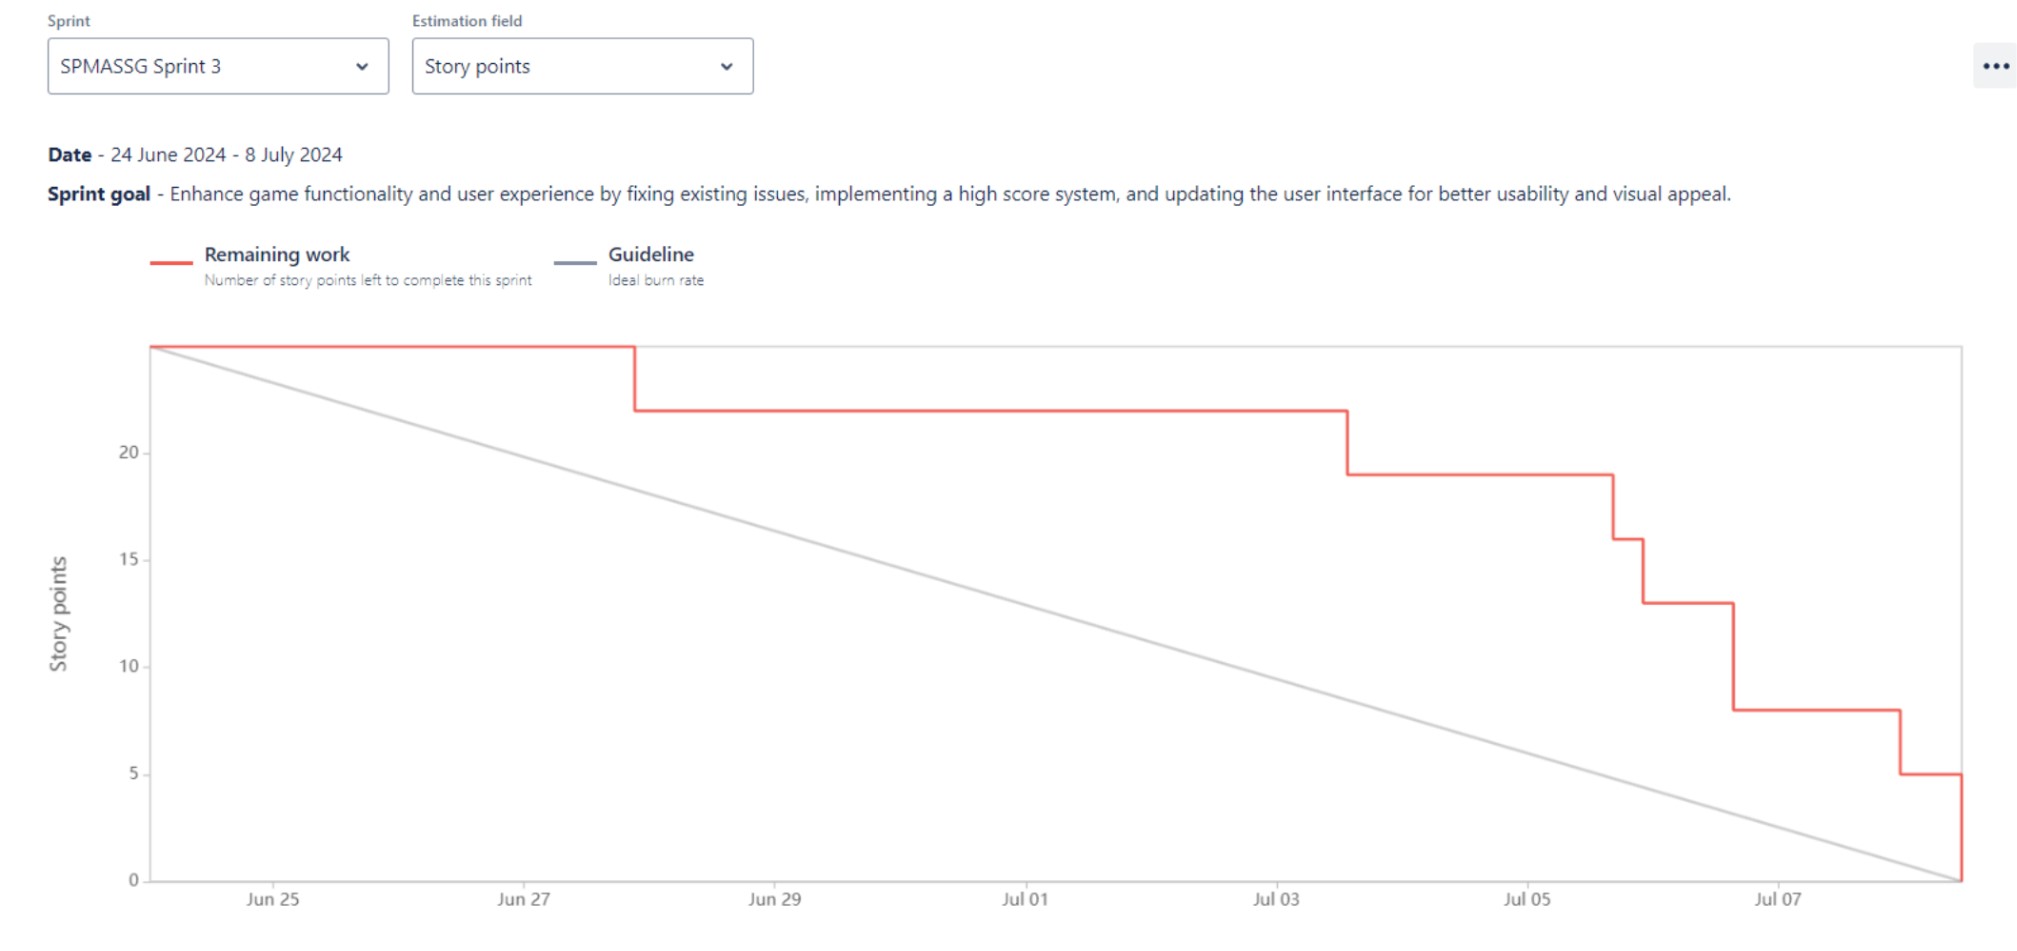 Sprint
Estimation field
SPMASSG Sprint 3
Story points
Date - 24 June 2024 - 8 July 2024
Sprint goal - Enhance game functionality and user experience by fixing existing issues, implementing a high score system, and updating the user interface for better usability and visual appeal.
Remaining work
Number of story points left to complete this sprint
Guideline
Ideal burn rate
Story points
20
15
10
5
0
Jun 25
Jun 27
Jun 29
Jul 01
Jul 03
Jul 05
Jul 07